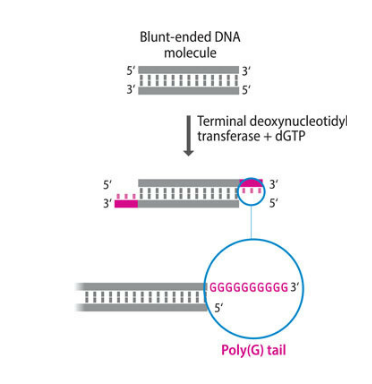 Blunt-ended DNA
molecule
5′ 3′
3′ 5′
Terminal deoxynucleotidyl
transferase + dGTP
5′ 3′
3′ 5′
GGGGGGGGGG 3′
5′
Poly(G) tail